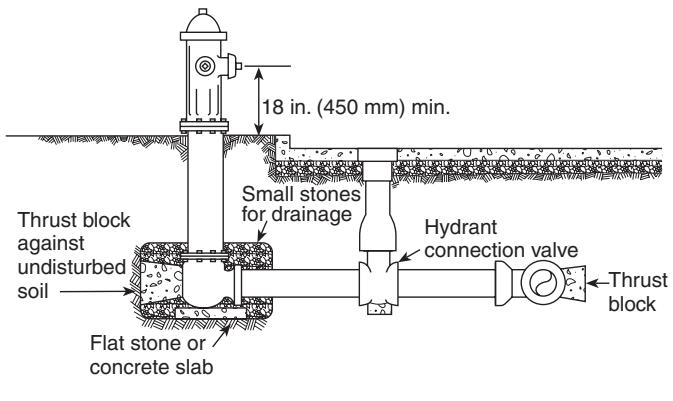 18 in. (450 mm) min.
Small stones
for drainage
Thrust block
against
undisturbed
soil
Hydrant
connection valve
Thrust
block
Flat stone or
concrete slab